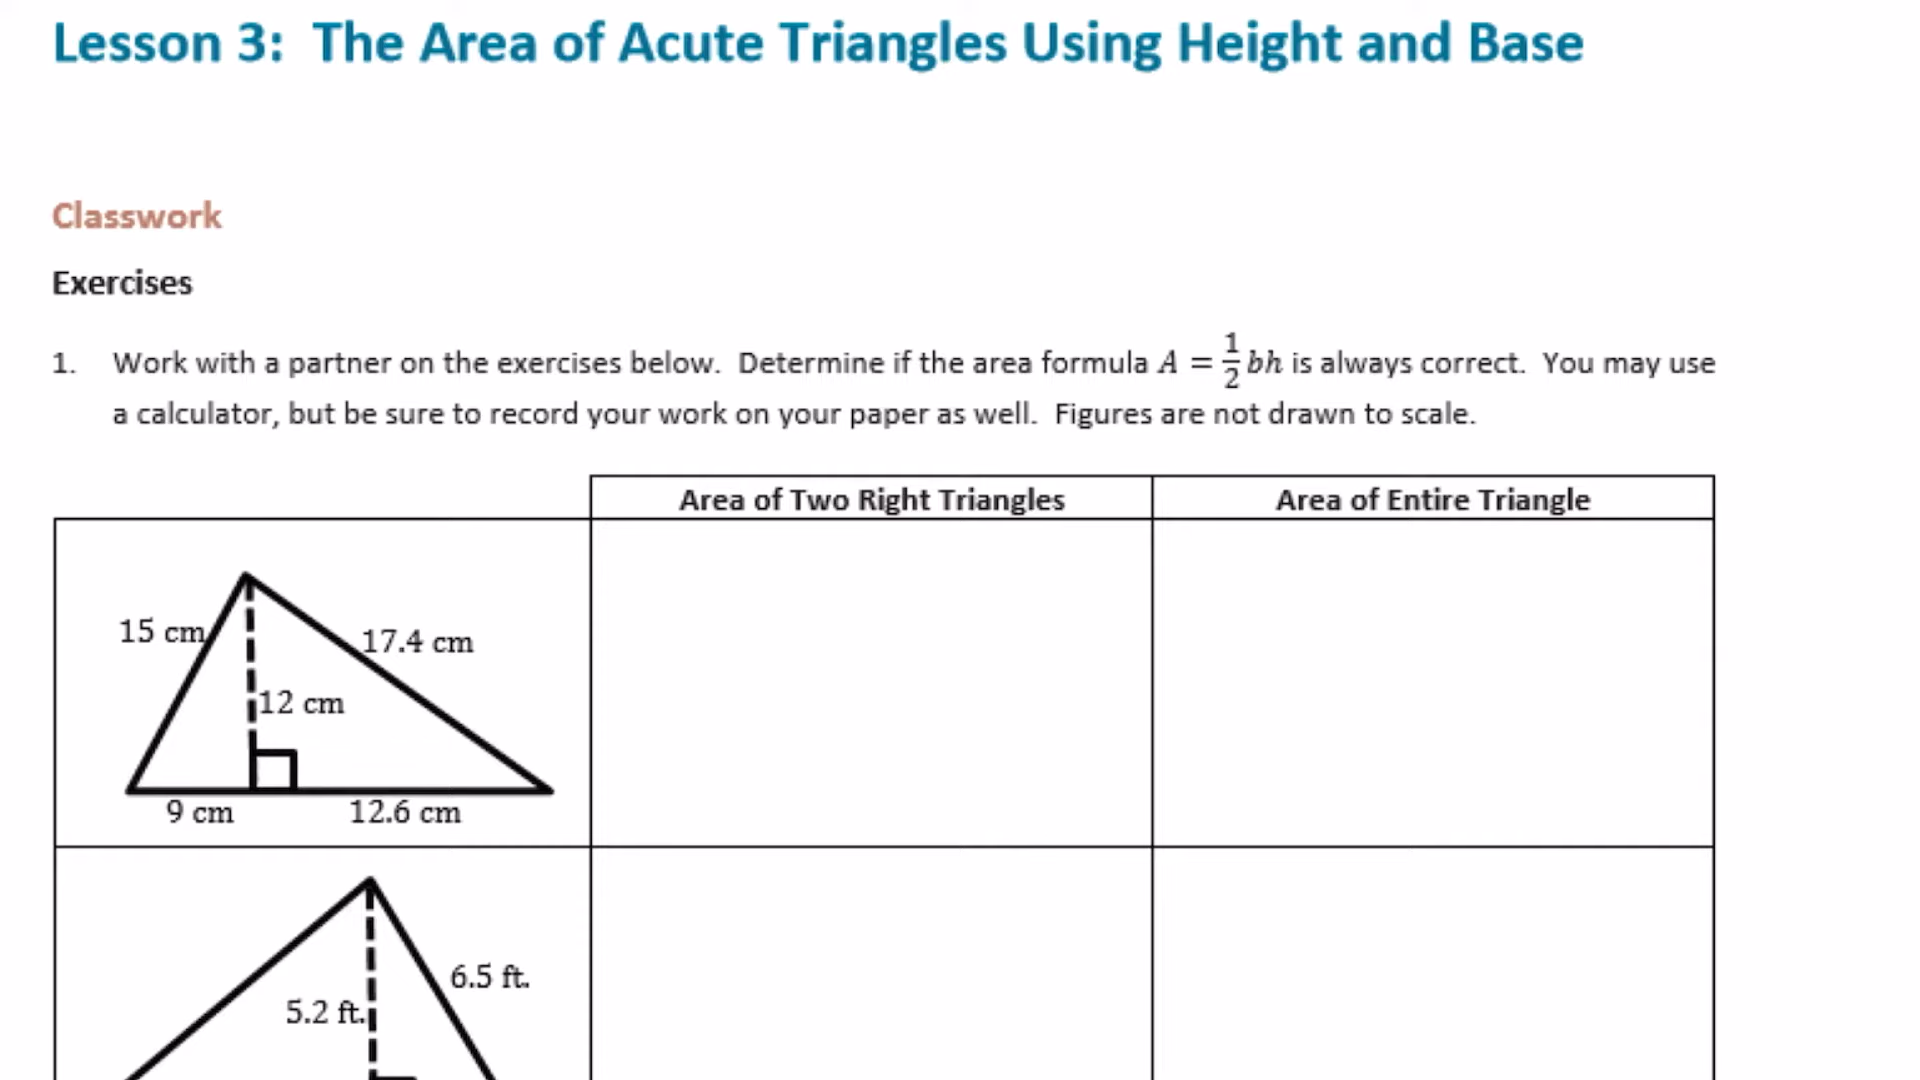 Lesson 3:  The Area of Acute Triangles Using Height and Base
Classwork
Exercises
1. Work with a partner on the exercises below.  Determine if the area formula A = 1/2 bh is always correct.  You may use
a calculator, but be sure to record your work on your paper as well.  Figures are not drawn to scale.
Area of Two Right Triangles Area of Entire Triangle
15 cm 17.4 cm
12 cm
9 cm 12.6 cm
6.5 ft.
5.2 ft.